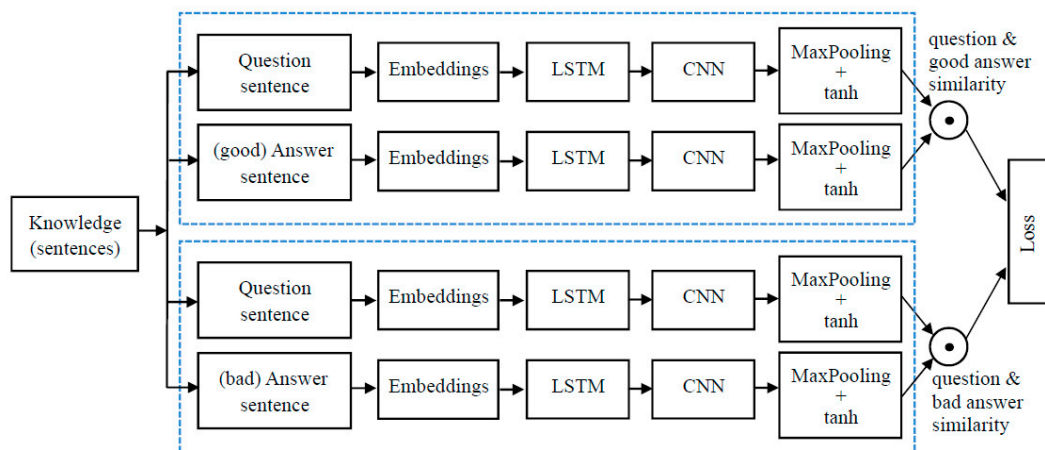 Knowledge
(sentences)
Question
sentence
Embeddings
LSTM
CNN
MaxPooling
+
tanh
(good) Answer
sentence
Embeddings
LSTM
CNN
MaxPooling
+
tanh
question &
good answer
similarity
Question
sentence
Embeddings
LSTM
CNN
MaxPooling
+
tanh
(bad) Answer
sentence
Embeddings
LSTM
CNN
MaxPooling
+
tanh
question &
bad answer
similarity
Loss